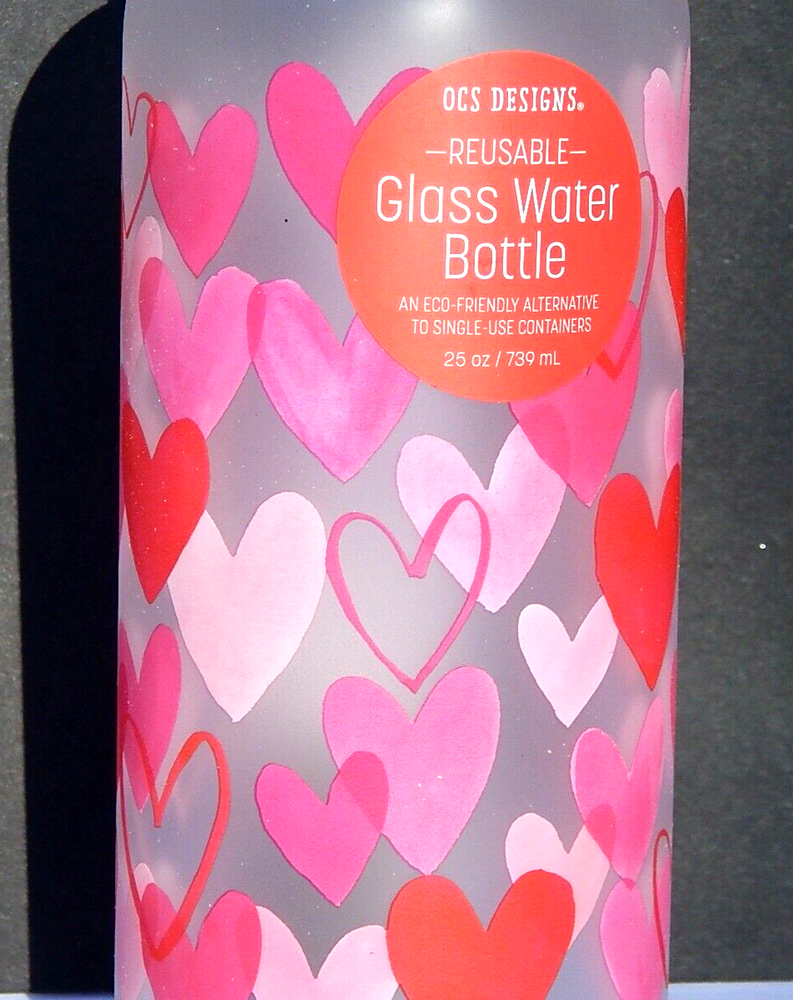 OCS DESIGNS®
—REUSABLE—
Glass Water
Bottle
AN ECO-FRIENDLY ALTERNATIVE
TO SINGLE-USE CONTAINERS
25 oz / 739 mL